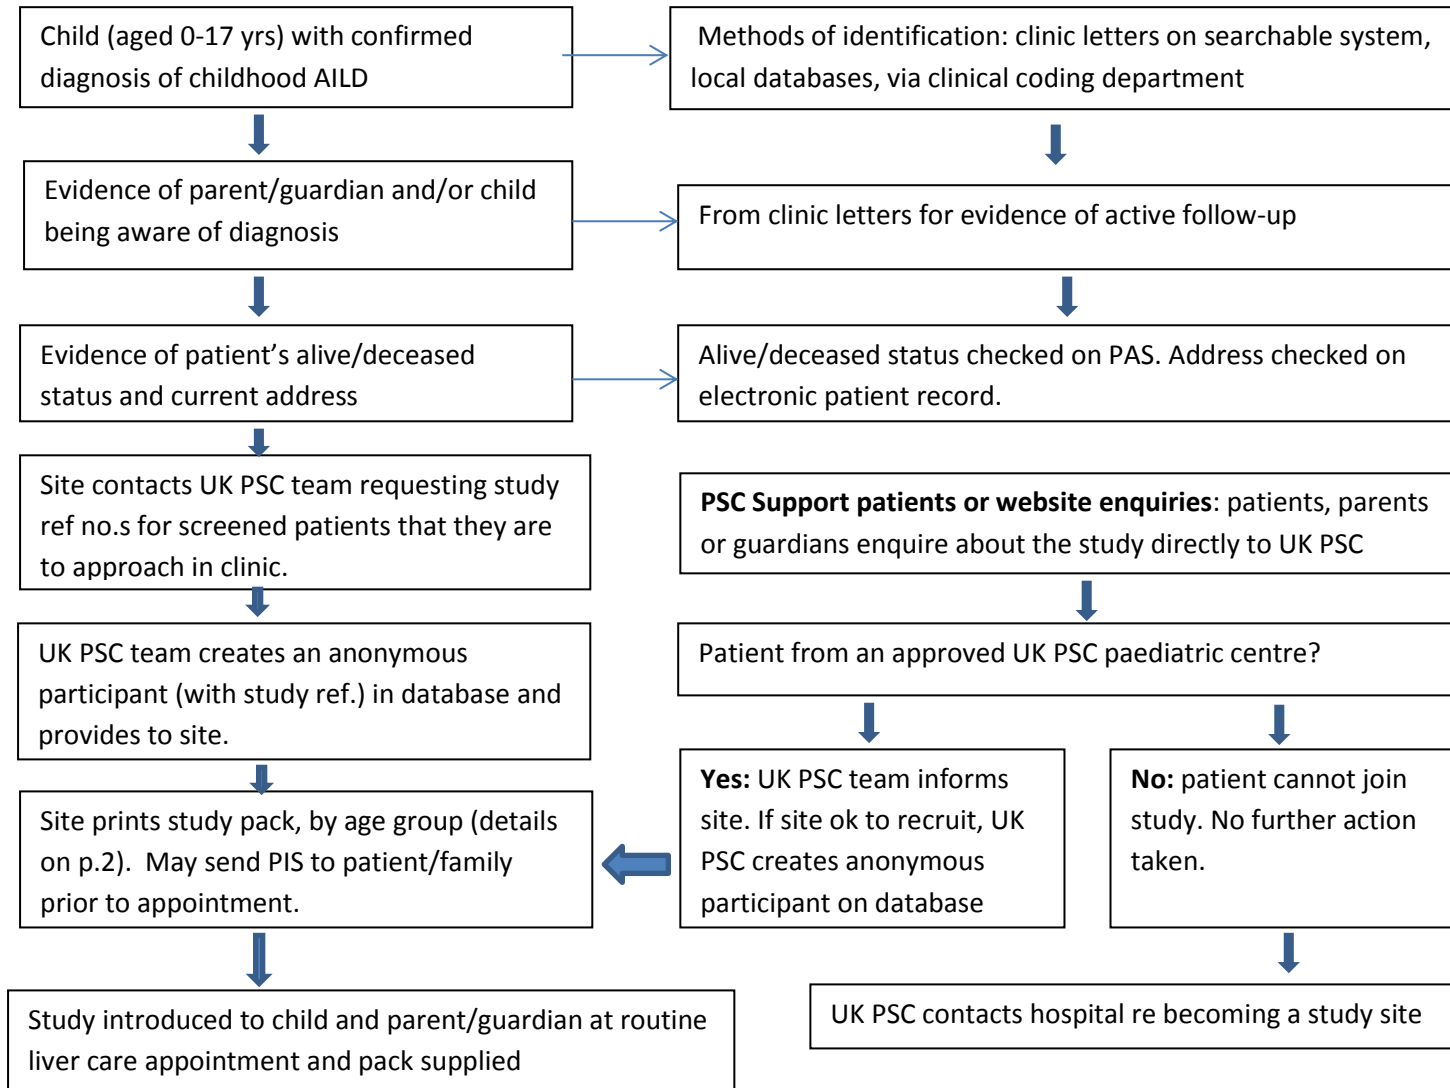 Child (aged 0-17 yrs) with confirmed
diagnosis of childhood AILD
Methods of identification: clinic letters on searchable system,
local databases, via clinical coding department
Evidence of parent/guardian and/or child
being aware of diagnosis
From clinic letters for evidence of active follow-up
Evidence of patient’s alive/deceased
status and current address
Alive/deceased status checked on PAS. Address checked on
electronic patient record.
Site contacts UK PSC team requesting study
ref no.s for screened patients that they are
to approach in clinic.
PSC Support patients or website enquiries: patients, parents
or guardians enquire about the study directly to UK PSC
UK PSC team creates an anonymous
participant (with study ref.) in database and
provides to site.
Patient from an approved UK PSC paediatric centre?
Site prints study pack, by age group (details
on p.2).  May send PIS to patient/family
prior to appointment.
Yes: UK PSC team informs
site. If site ok to recruit, UK
PSC creates anonymous
participant on database
No: patient cannot join
study. No further action
taken.
Study introduced to child and parent/guardian at routine
liver care appointment and pack supplied
UK PSC contacts hospital re becoming a study site